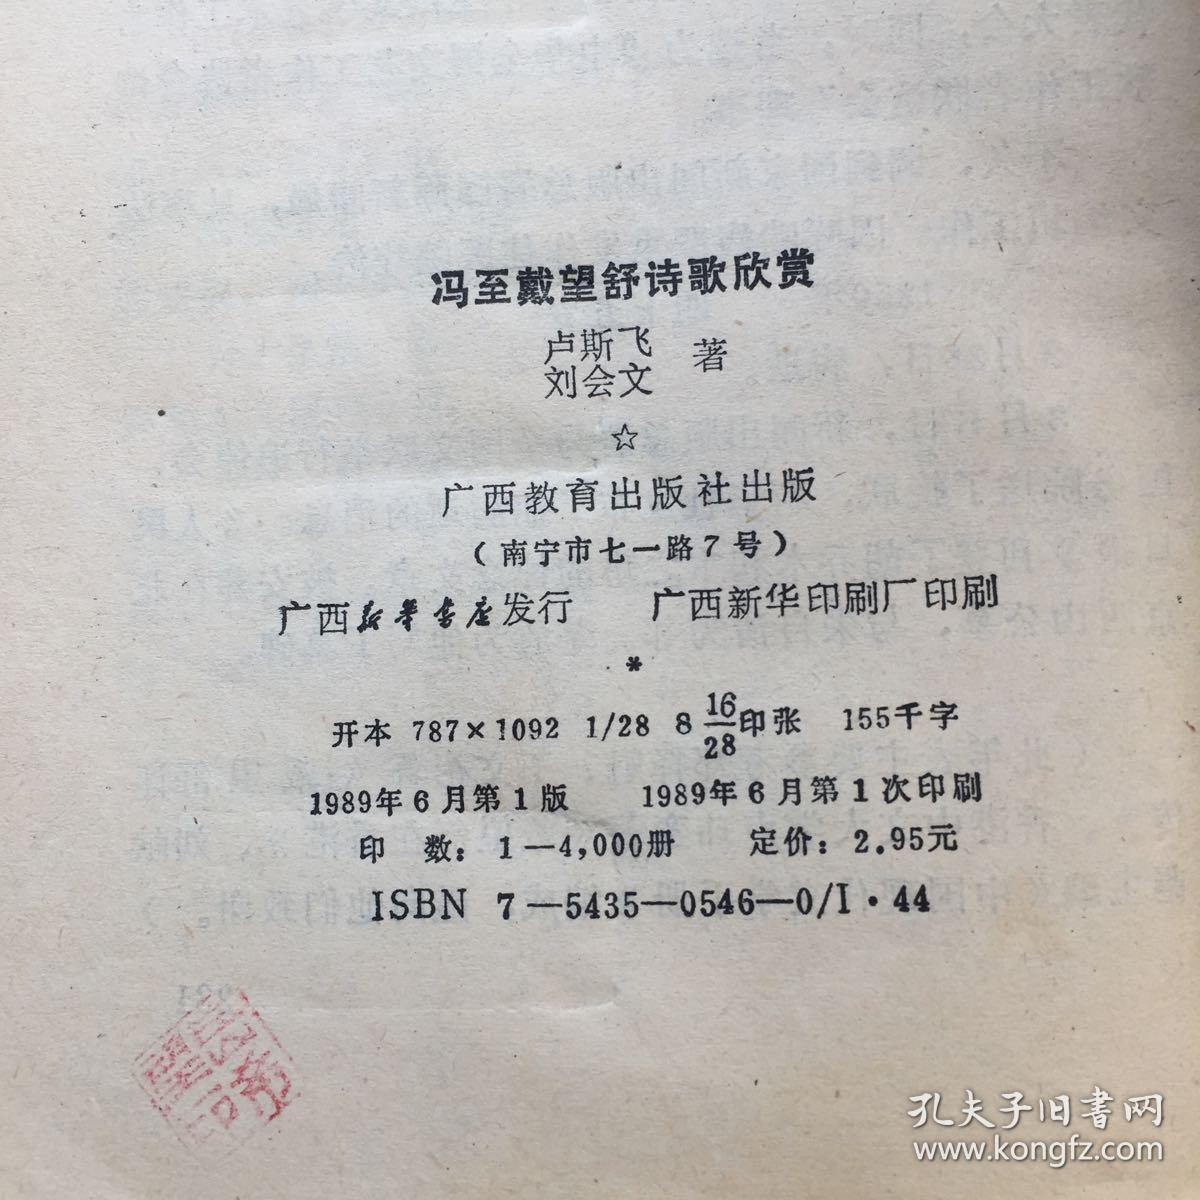 冯至戴望舒诗歌欣赏
卢斯飞
刘会文 著
☆
广西教育出版社出版
（南宁市七一路7号）
广西新华书店发行 广西新华印刷厂印刷
*
开本 787×1092 1/28 8 16/28 印张 155千字
1989年6月第1版 1989年6月第1次印刷
印 数：1—4,000册 定价：2.95元
ISBN 7—5435—0546—0/I·44
孔夫子旧书网
www.kongfz.com